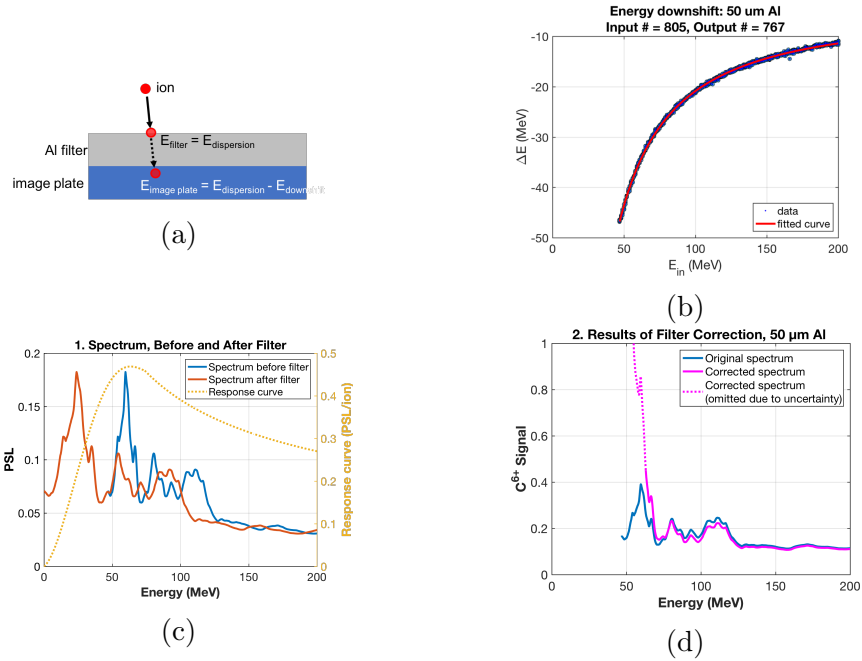 ion
E_filter = E_dispersion
Al filter
image plate
E_image plate = E_dispersion - E_down
(a)
Energy downshift: 50 um Al
Input # = 805, Output # = 767
-10
-20
-30
-40
-50
ΔE (MeV)
data
fitted curve
0
50
100
150
200
E_in (MeV)
(b)
1. Spectrum, Before and After Filter
0.2
0.15
0.1
0.05
0
PSL
Spectrum before filter
Spectrum after filter
Response curve
0.5
0.4
0.3
0.2
0.1
0
Response curve (PSL/ion)
0
50
100
150
200
Energy (MeV)
(c)
2. Results of Filter Correction, 50 µm Al
1
0.8
0.6
0.4
0.2
0
C^6+ Signal
Original spectrum
Corrected spectrum
Corrected spectrum
(omitted due to uncertainty)
0
50
100
150
200
Energy (MeV)
(d)